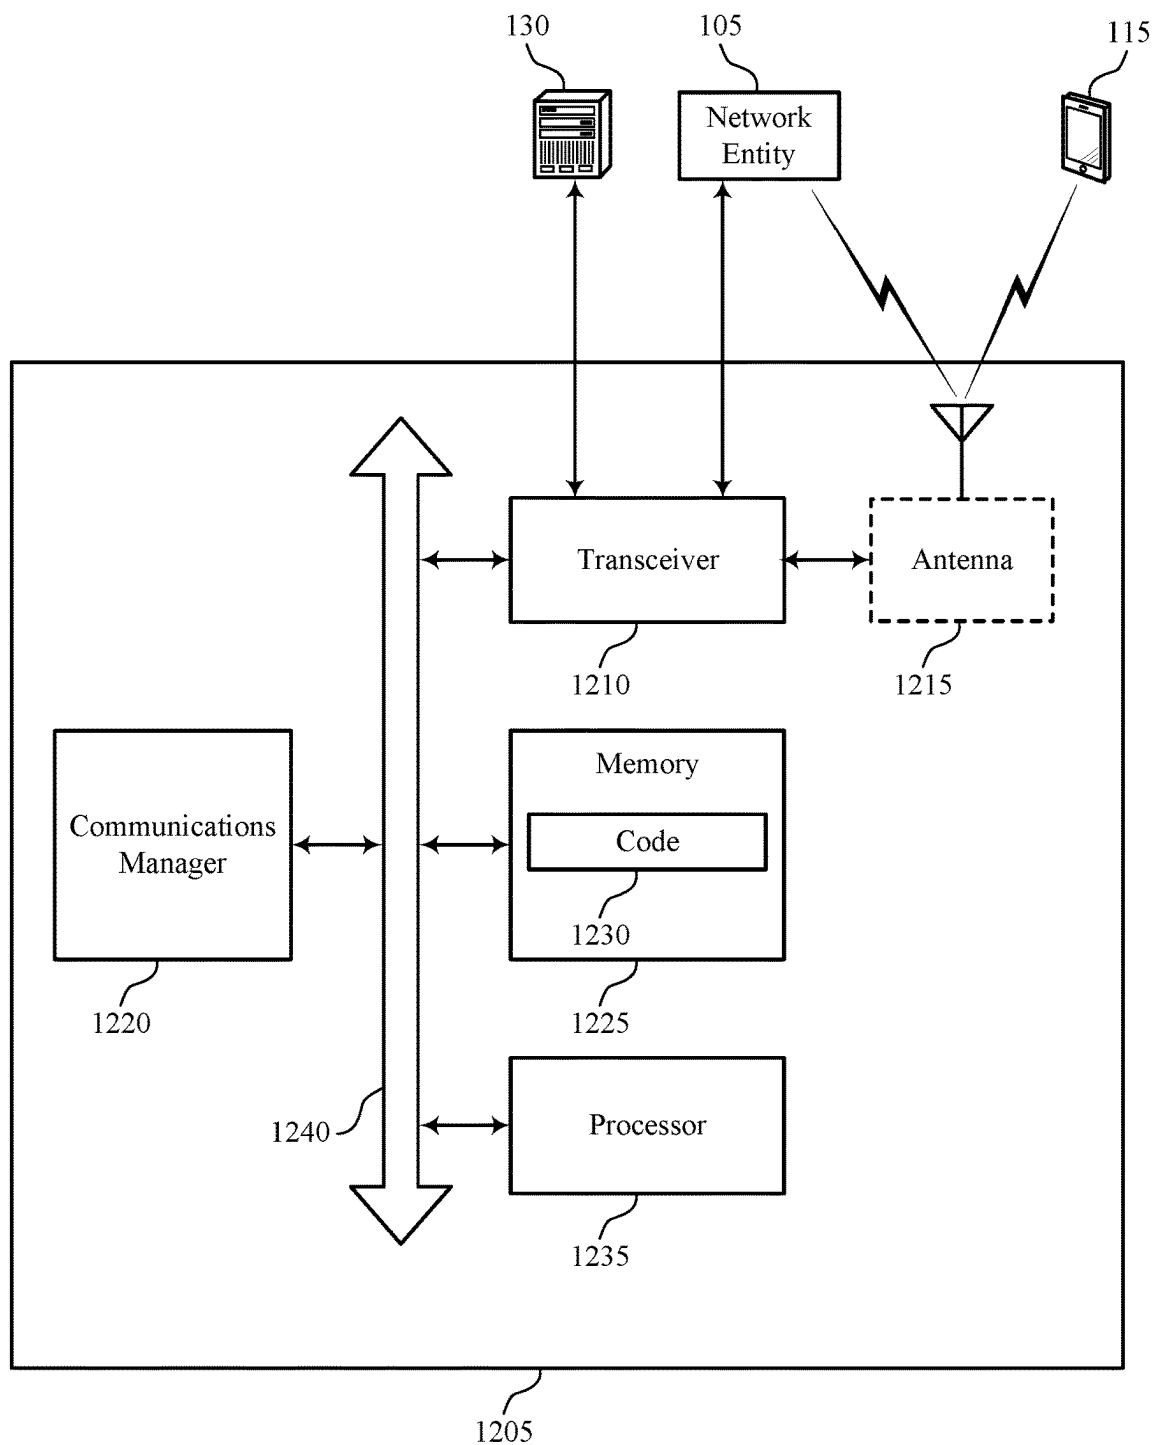 130
105
115
Network
Entity
Transceiver
Antenna
1210
1215
Memory
Communications
Manager
Code
1230
1220
1225
1240
Processor
1235
1205